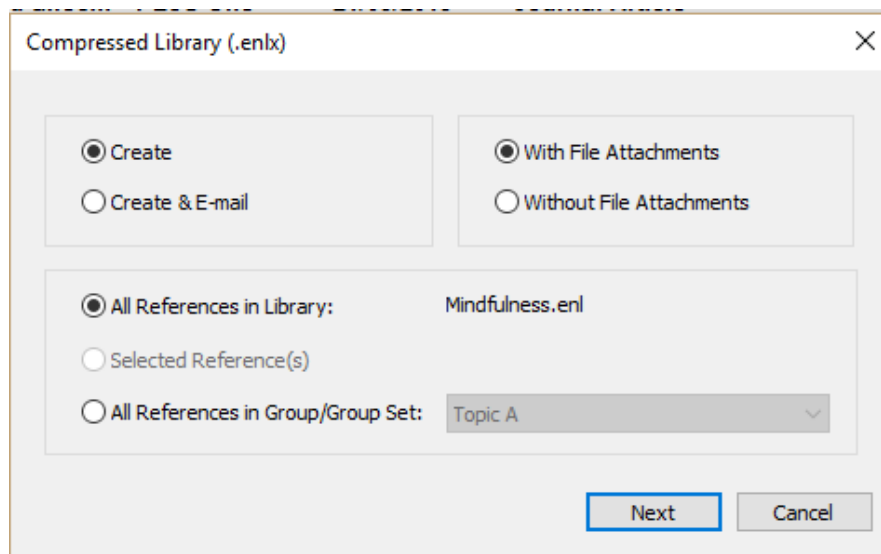 Compressed Library (.enlx)
Create
With File Attachments
Create & E-mail
Without File Attachments
All References in Library: Mindfulness.enl
Selected Reference(s)
All References in Group/Group Set: Topic A
Next Cancel